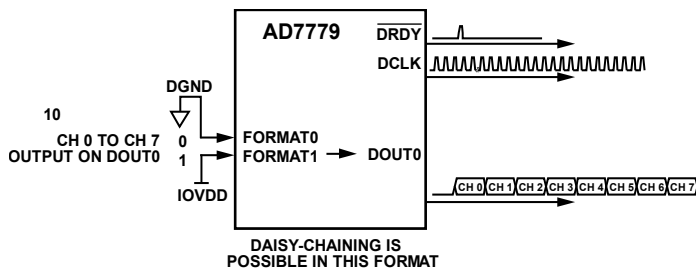 AD7779
DRDY
DCLK
DGND
10
CH 0 TO CH 7 0
OUTPUT ON DOUT0 1
FORMAT0
FORMAT1
DOUT0
IOVDD
CH 0 CH 1 CH 2 CH 3 CH 4 CH 5 CH 6 CH 7
DAISY-CHAINING IS
POSSIBLE IN THIS FORMAT